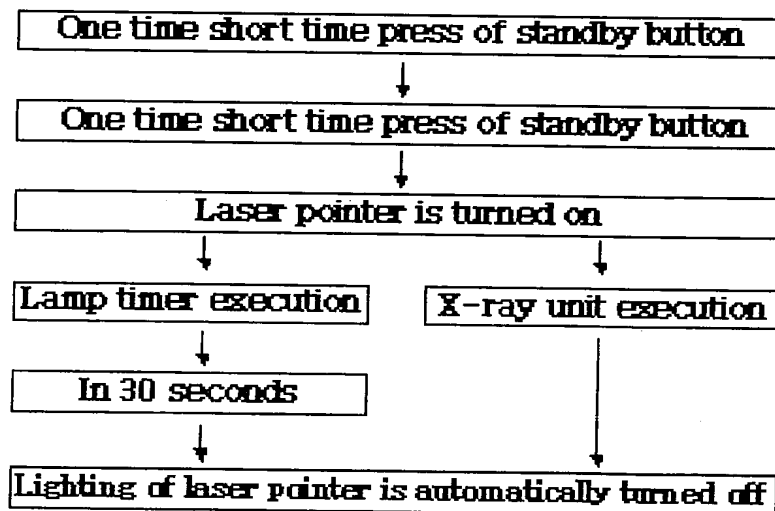 One time short time press of standby button
One time short time press of standby button
Laser pointer is turned on
Lamp timer execution
X-ray unit execution
In 30 seconds
Lighting of laser pointer is automatically turned off